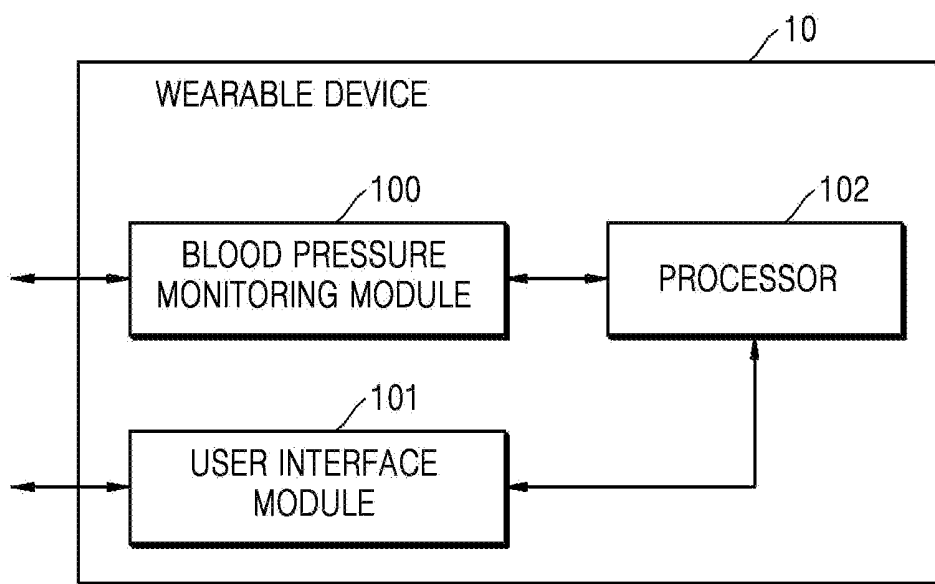 10
WEARABLE DEVICE
100
BLOOD PRESSURE
MONITORING MODULE
102
PROCESSOR
101
USER INTERFACE
MODULE